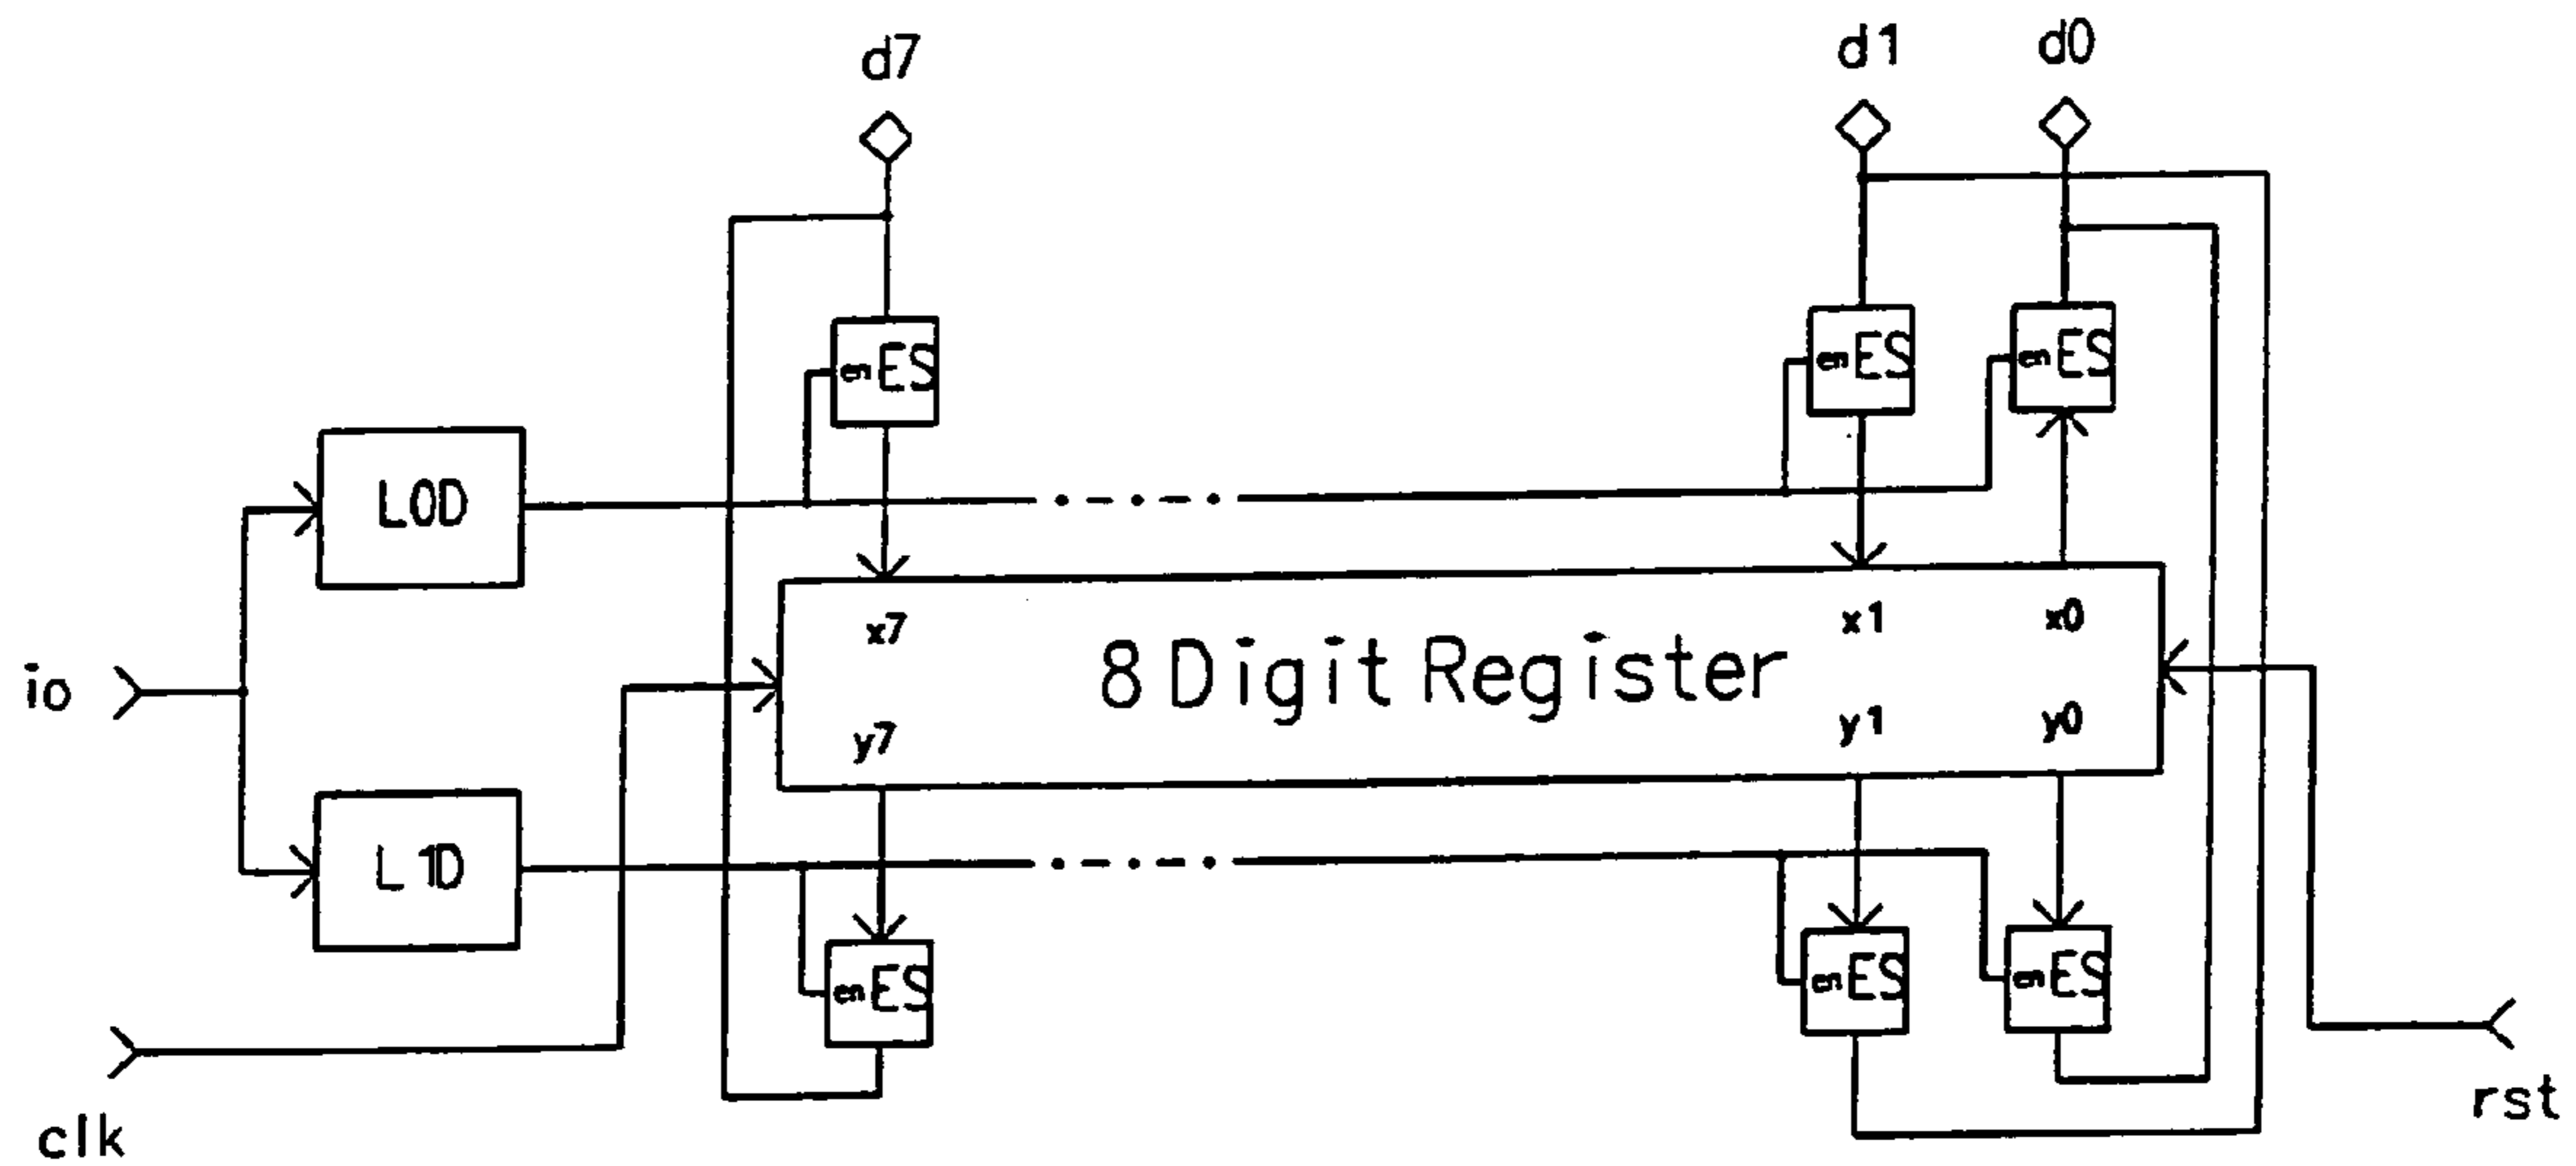 d7 d1 d0
en ES en ES en ES
L0D
x7 x1 x0
io 8 Digit Register
y7 y1 y0
L1D
en ES en ES en ES
clk rst